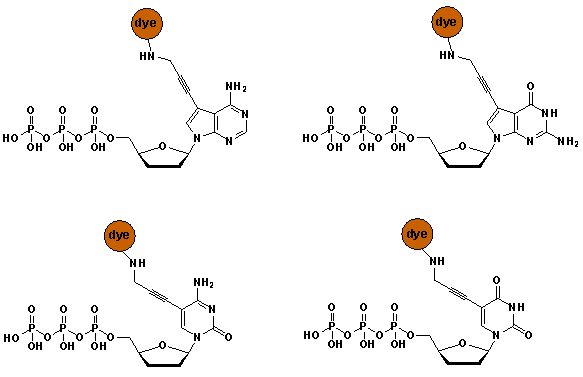 dye
HN
NH₂
O O O
N
P P P
HO O O O
OH OH OH
O N N
dye
HN
O
O O O
NH
P P P
HO O O O
OH OH OH
O N N NH₂
dye
NH
NH₂
O O O
N
P P P
HO O O O
OH OH OH
O N O
dye
NH
O
O O O
NH
P P P
HO O O O
OH OH OH
O N O